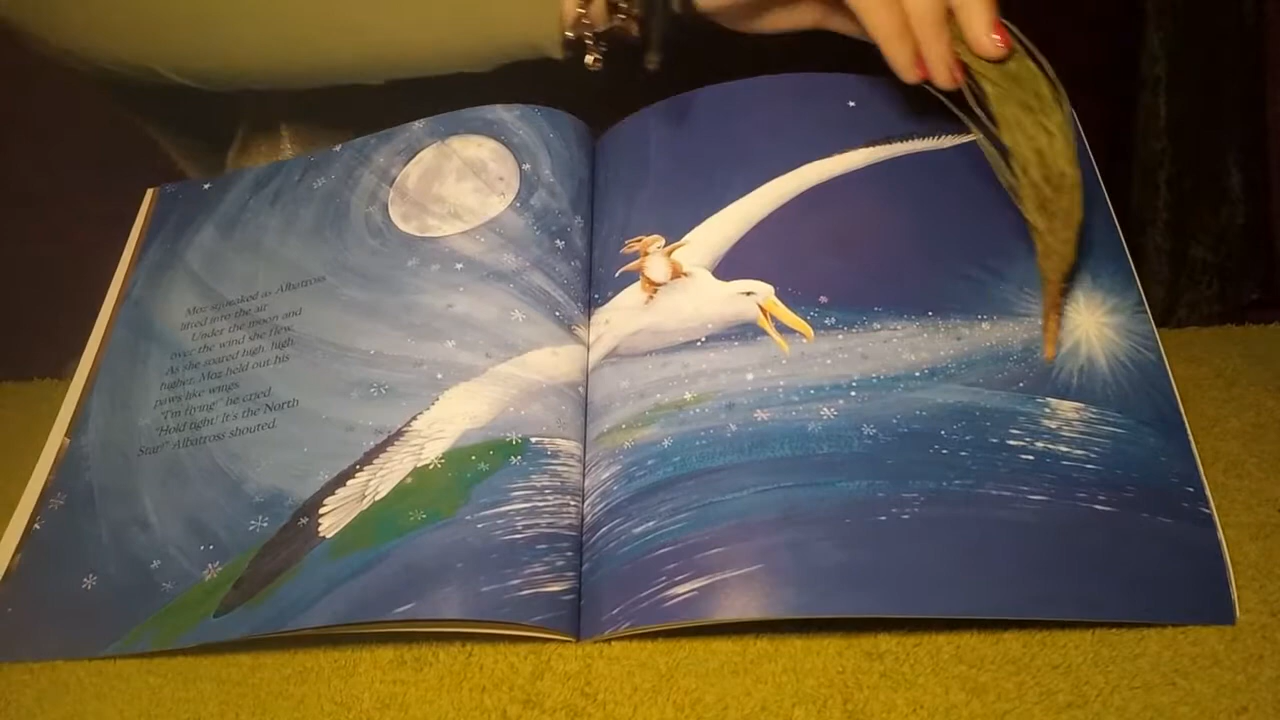 Moz squeaked as Albatross
lifted into the air.
Under the moon and
over the wind she flew.
As she soared high, high,
higher, Moz held out his
paws like wings.
"I'm flying!" he cried.
"Hold tight! It's the North
Star!" Albatross shouted.